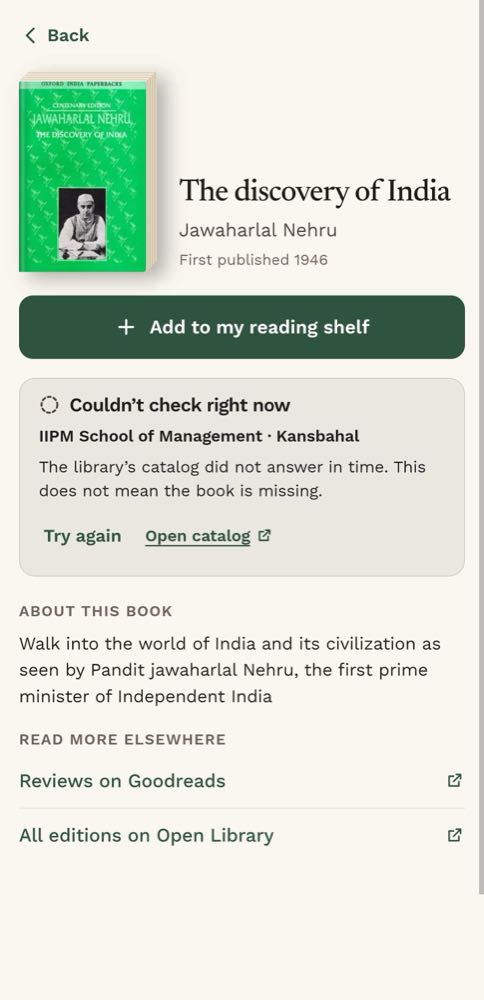 Back
OXFORD INDIA PAPERBACKS
CENTENARY EDITION
JAWAHARLAL NEHRU
THE DISCOVERY OF INDIA
The discovery of India
Jawaharlal Nehru
First published 1946
+ Add to my reading shelf
Couldn’t check right now
IIPM School of Management · Kansbahal
The library’s catalog did not answer in time. This
does not mean the book is missing.
Try again Open catalog
ABOUT THIS BOOK
Walk into the world of India and its civilization as
seen by Pandit jawaharlal Nehru, the first prime
minister of Independent India
READ MORE ELSEWHERE
Reviews on Goodreads
All editions on Open Library